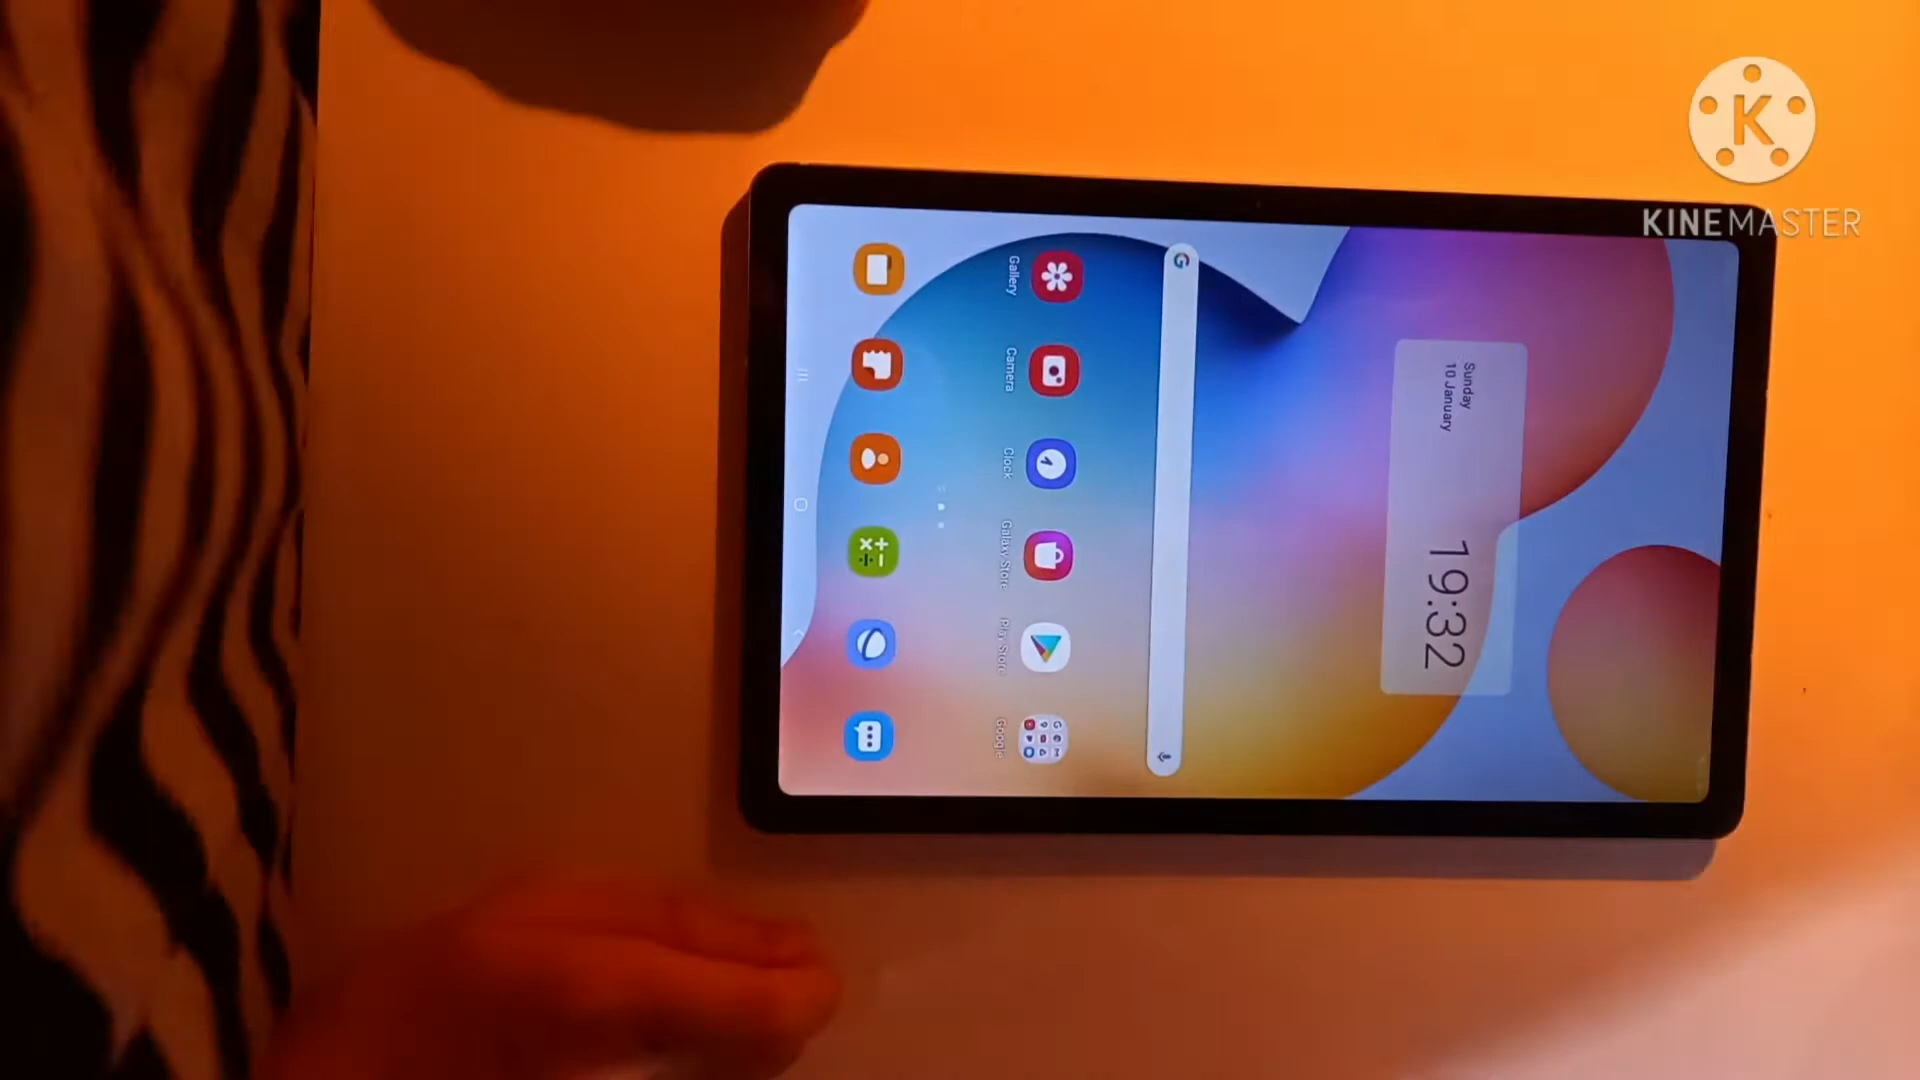 KINEMASTER
Sunday
10 January
19:32
Gallery
Camera
Clock
Galaxy Store
Play Store
Google